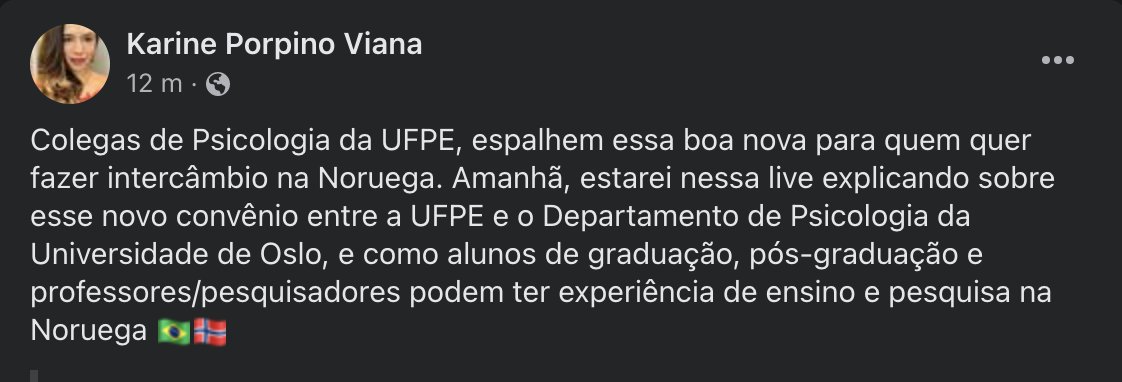 Karine Porpino Viana
12 m ·
Colegas de Psicologia da UFPE, espalhem essa boa nova para quem quer
fazer intercâmbio na Noruega. Amanhã, estarei nessa live explicando sobre
esse novo convênio entre a UFPE e o Departamento de Psicologia da
Universidade de Oslo, e como alunos de graduação, pós-graduação e
professores/pesquisadores podem ter experiência de ensino e pesquisa na
Noruega 🇧🇷🇳🇴